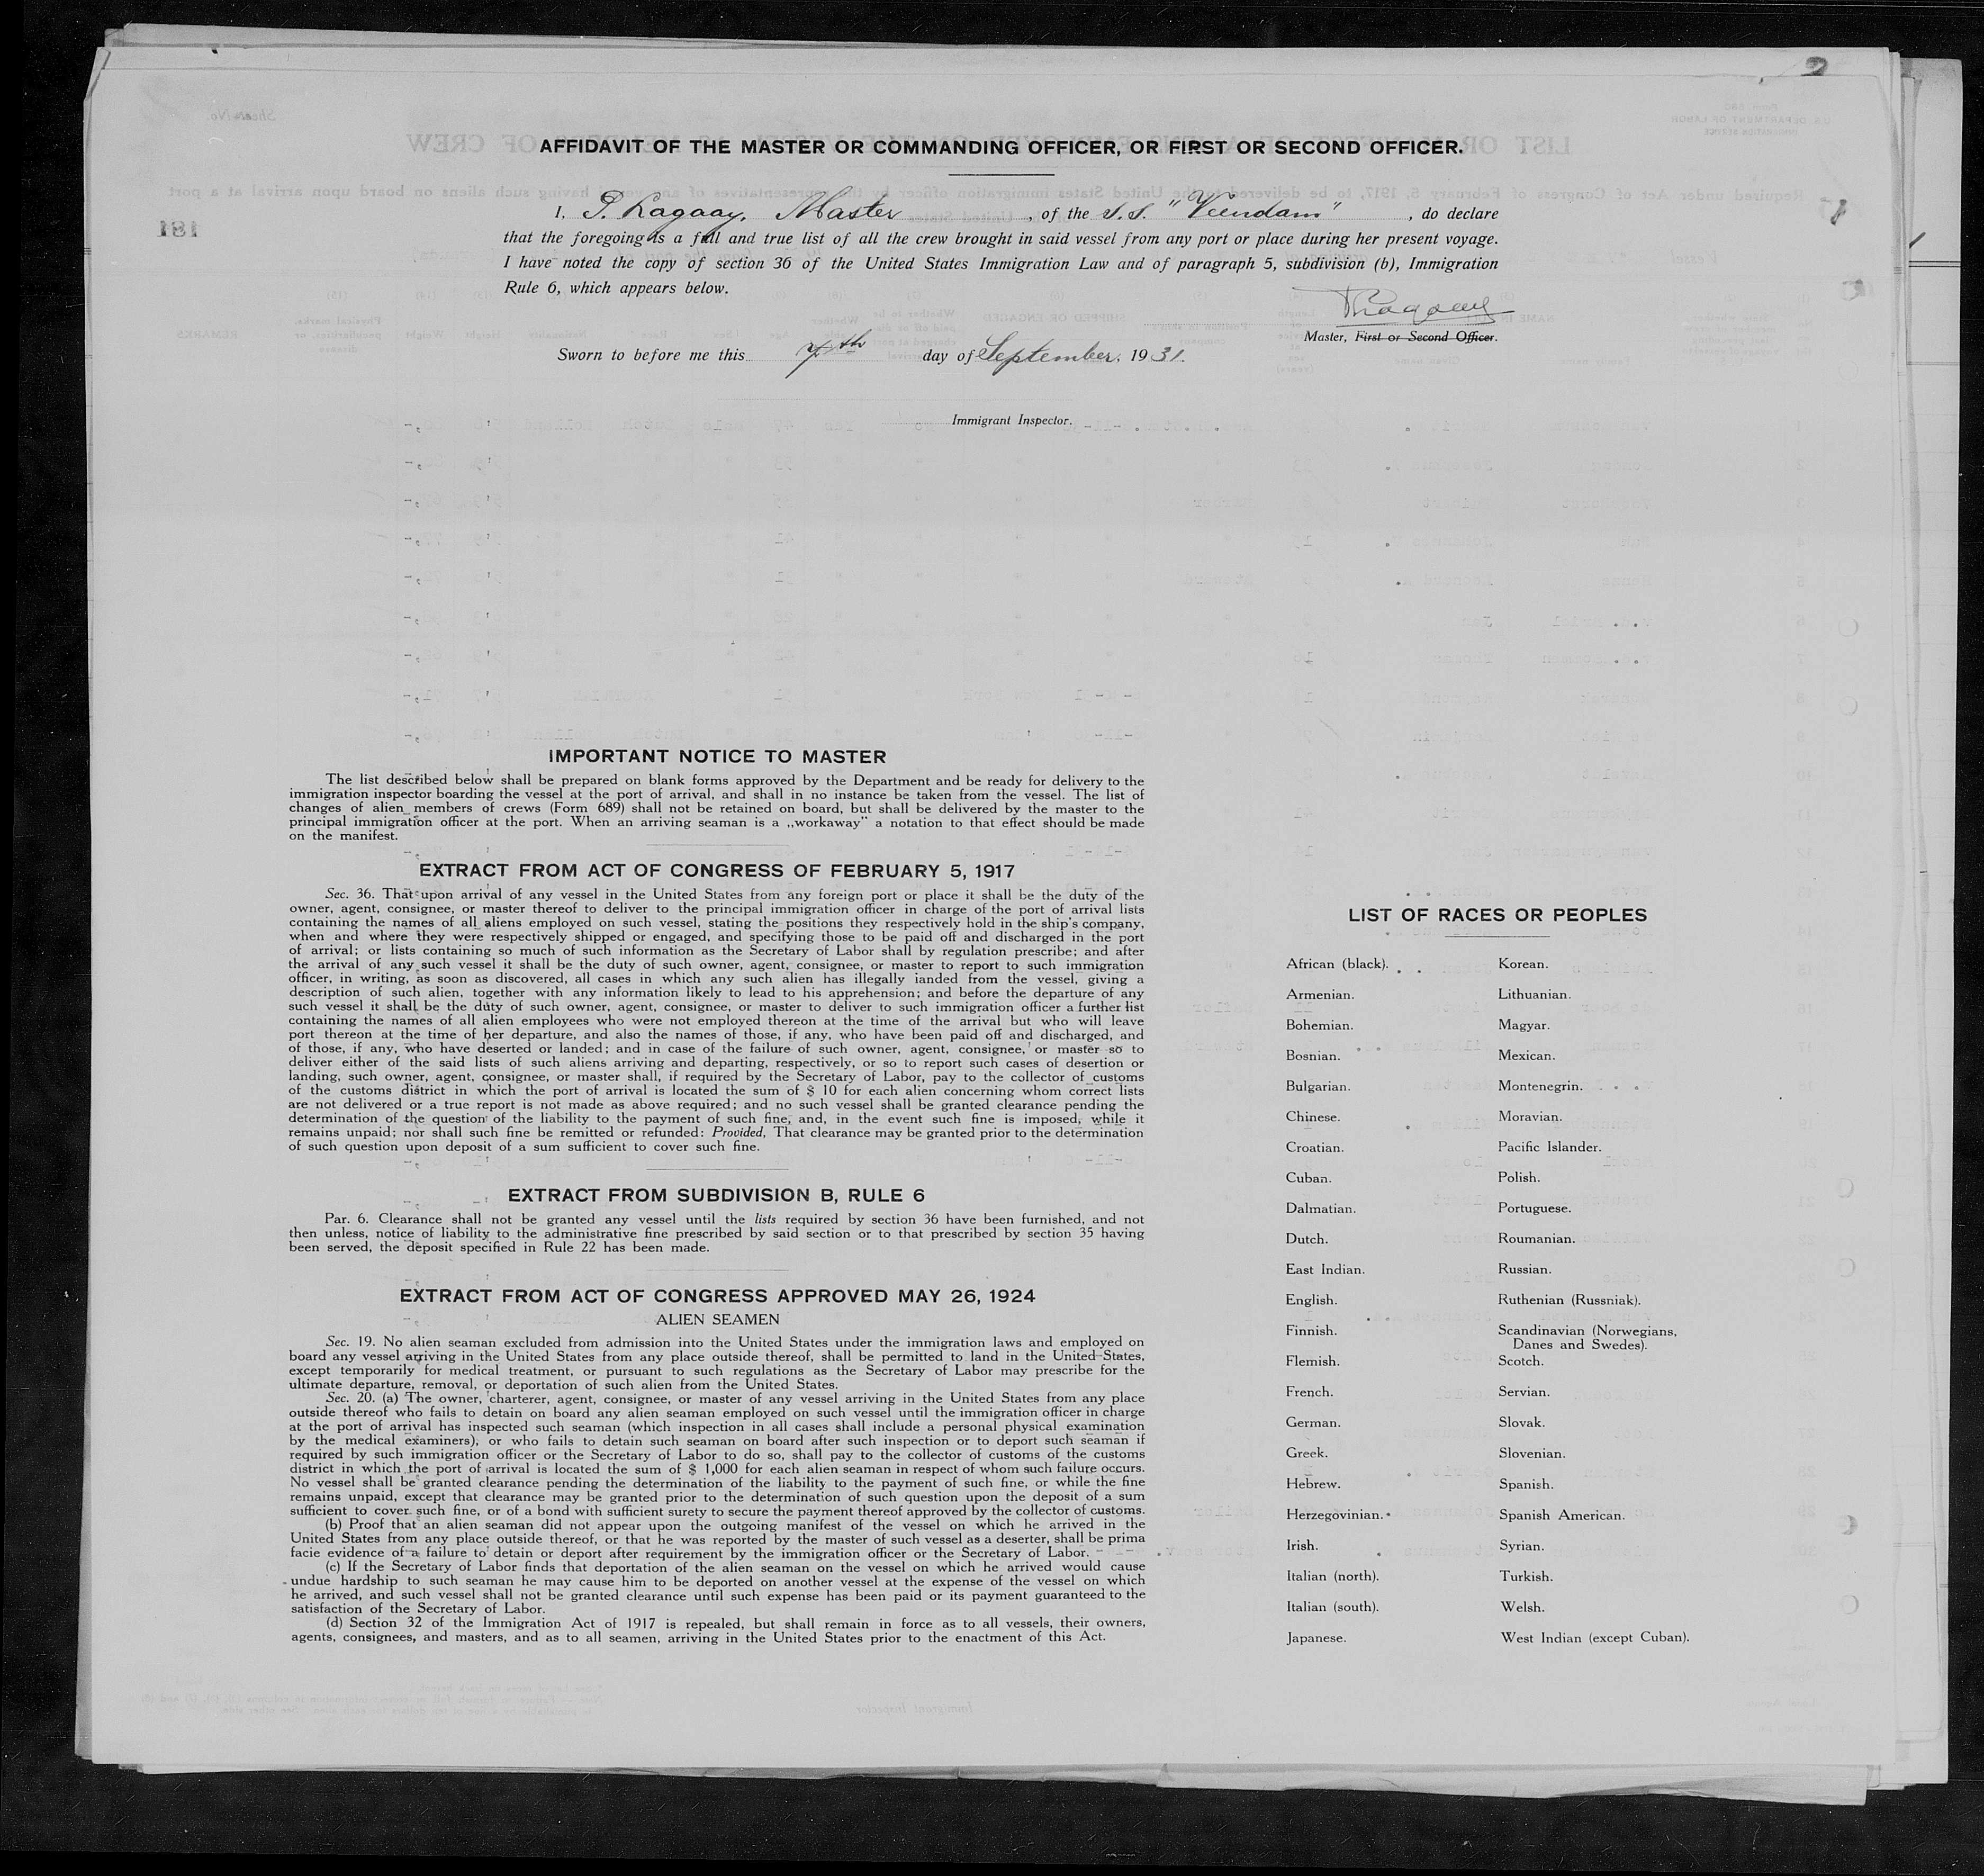 AFFIDAVIT OF THE MASTER OR COMMANDING OFFICER, OR FIRST OR SECOND OFFICER.
I, P. Lagaay, Master, of the S.S. "Veendam", do declare
that the foregoing is a full and true list of all the crew brought in said vessel from any port or place during her present voyage.
I have noted the copy of section 36 of the United States Immigration Law and of paragraph 5, subdivision (b), Immigration
Rule 6, which appears below.
PLagaay
Master, First or Second Officer.
Sworn to before me this 7th day of September, 1931.
Immigrant Inspector.
IMPORTANT NOTICE TO MASTER
The list described below shall be prepared on blank forms approved by the Department and be ready for delivery to the
immigration inspector boarding the vessel at the port of arrival, and shall in no instance be taken from the vessel. The list of
changes of alien members of crews (Form 689) shall not be retained on board, but shall be delivered by the master to the
principal immigration officer at the port. When an arriving seaman is a „workaway" a notation to that effect should be made
on the manifest.
EXTRACT FROM ACT OF CONGRESS OF FEBRUARY 5, 1917
Sec. 36. That upon arrival of any vessel in the United States from any foreign port or place it shall be the duty of the
owner, agent, consignee, or master thereof to deliver to the principal immigration officer in charge of the port of arrival lists
containing the names of all aliens employed on such vessel, stating the positions they respectively hold in the ship's company,
when and where they were respectively shipped or engaged, and specifying those to be paid off and discharged in the port
of arrival; or lists containing so much of such information as the Secretary of Labor shall by regulation prescribe; and after
the arrival of any such vessel it shall be the duty of such owner, agent, consignee, or master to report to such immigration
officer, in writing, as soon as discovered, all cases in which any such alien has illegally ianded from the vessel, giving a
description of such alien, together with any information likely to lead to his apprehension; and before the departure of any
such vessel it shall be the duty of such owner, agent, consignee, or master to deliver to such immigration officer a further list
containing the names of all alien employees who were not employed thereon at the time of the arrival but who will leave
port thereon at the time of her departure, and also the names of those, if any, who have been paid off and discharged, and
of those, if any, who have deserted or landed; and in case of the failure of such owner, agent, consignee, or master so to
deliver either of the said lists of such aliens arriving and departing, respectively, or so to report such cases of desertion or
landing, such owner, agent, consignee, or master shall, if required by the Secretary of Labor, pay to the collector of customs
of the customs district in which the port of arrival is located the sum of $ 10 for each alien concerning whom correct lists
are not delivered or a true report is not made as above required; and no such vessel shall be granted clearance pending the
determination of the question of the liability to the payment of such fine, and, in the event such fine is imposed, while it
remains unpaid; nor shall such fine be remitted or refunded: Provided, That clearance may be granted prior to the determination
of such question upon deposit of a sum sufficient to cover such fine.
EXTRACT FROM SUBDIVISION B, RULE 6
Par. 6. Clearance shall not be granted any vessel until the lists required by section 36 have been furnished, and not
then unless, notice of liability to the administrative fine prescribed by said section or to that prescribed by section 35 having
been served, the deposit specified in Rule 22 has been made.
EXTRACT FROM ACT OF CONGRESS APPROVED MAY 26, 1924
ALIEN SEAMEN
Sec. 19. No alien seaman excluded from admission into the United States under the immigration laws and employed on
board any vessel arriving in the United States from any place outside thereof, shall be permitted to land in the United States,
except temporarily for medical treatment, or pursuant to such regulations as the Secretary of Labor may prescribe for the
ultimate departure, removal, or deportation of such alien from the United States.
Sec. 20. (a) The owner, charterer, agent, consignee, or master of any vessel arriving in the United States from any place
outside thereof who fails to detain on board any alien seaman employed on such vessel until the immigration officer in charge
at the port of arrival has inspected such seaman (which inspection in all cases shall include a personal physical examination
by the medical examiners), or who fails to detain such seaman on board after such inspection or to deport such seaman if
required by such immigration officer or the Secretary of Labor to do so, shall pay to the collector of customs of the customs
district in which the port of arrival is located the sum of $ 1,000 for each alien seaman in respect of whom such failure occurs.
No vessel shall be granted clearance pending the determination of the liability to the payment of such fine, or while the fine
remains unpaid, except that clearance may be granted prior to the determination of such question upon the deposit of a sum
sufficient to cover such fine, or of a bond with sufficient surety to secure the payment thereof approved by the collector of customs.
(b) Proof that an alien seaman did not appear upon the outgoing manifest of the vessel on which he arrived in the
United States from any place outside thereof, or that he was reported by the master of such vessel as a deserter, shall be prima
facie evidence of a failure to detain or deport after requirement by the immigration officer or the Secretary of Labor.
(c) If the Secretary of Labor finds that deportation of the alien seaman on the vessel on which he arrived would cause
undue hardship to such seaman he may cause him to be deported on another vessel at the expense of the vessel on which
he arrived, and such vessel shall not be granted clearance until such expense has been paid or its payment guaranteed to the
satisfaction of the Secretary of Labor.
(d) Section 32 of the Immigration Act of 1917 is repealed, but shall remain in force as to all vessels, their owners,
agents, consignees, and masters, and as to all seamen, arriving in the United States prior to the enactment of this Act.
LIST OF RACES OR PEOPLES
African (black). Korean.
Armenian. Lithuanian.
Bohemian. Magyar.
Bosnian. Mexican.
Bulgarian. Montenegrin.
Chinese. Moravian.
Croatian. Pacific Islander.
Cuban. Polish.
Dalmatian. Portuguese.
Dutch. Roumanian.
East Indian. Russian.
English. Ruthenian (Russniak).
Finnish. Scandinavian (Norwegians,
Danes and Swedes).
Flemish. Scotch.
French. Servian.
German. Slovak.
Greek. Slovenian.
Hebrew. Spanish.
Herzegovinian. Spanish American.
Irish. Syrian.
Italian (north). Turkish.
Italian (south). Welsh.
Japanese. West Indian (except Cuban).